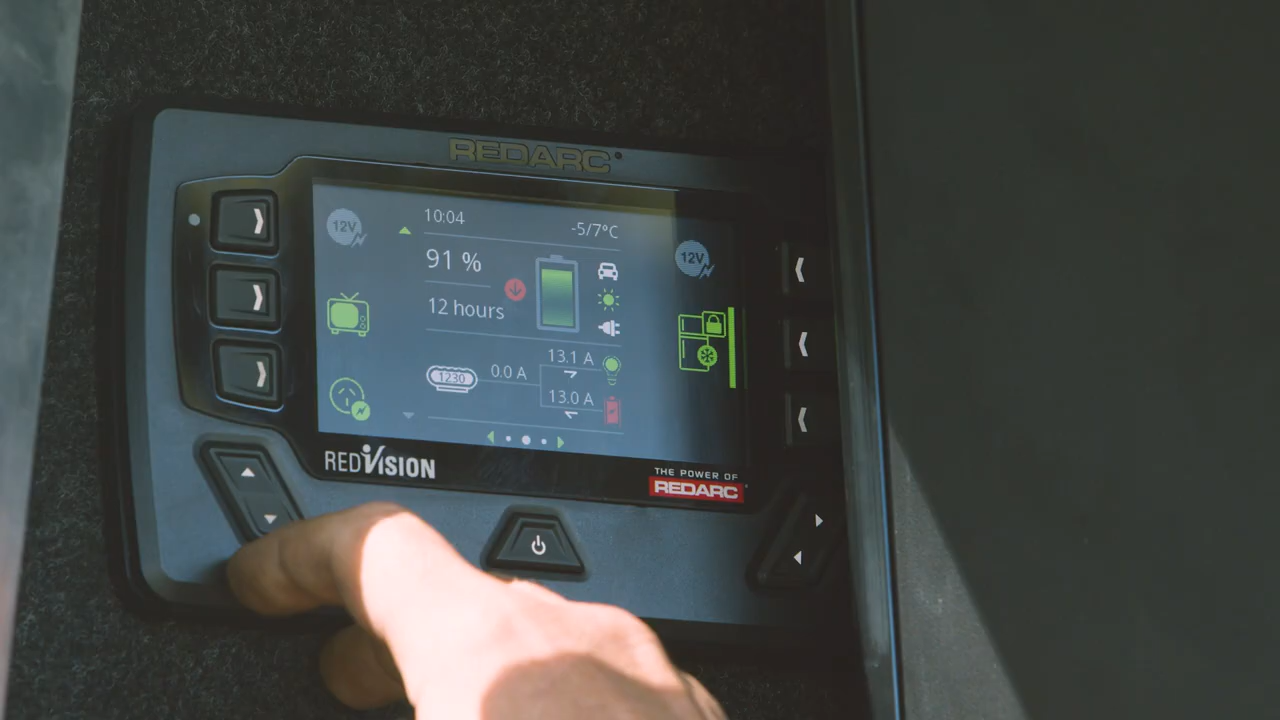 REDARC
12V
10:04
-5/7°C
12V
91 %
12 hours
1230
0.0 A
13.1 A
13.0 A
REDVISION
THE POWER OF
REDARC